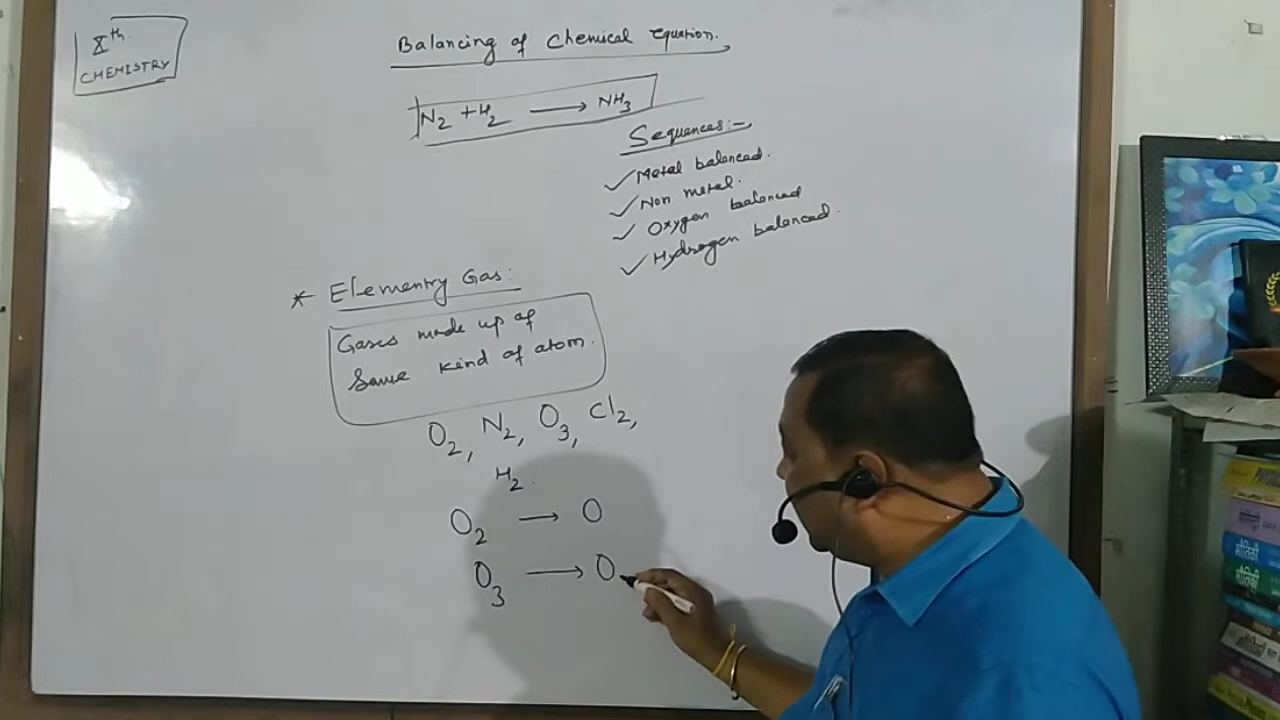 Xth
CHEMISTRY
Balancing of Chemical Equation.
N2 + H2 → NH3
Sequences:-
✓ Metal balanced.
✓ Non metal.
✓ Oxygen balanced
✓ Hydrogen balanced.
* Elementry Gas:
Gases made up of
Same kind of atom.
O2, N2, O3, Cl2,
H2.
O2 → O
O3 → O